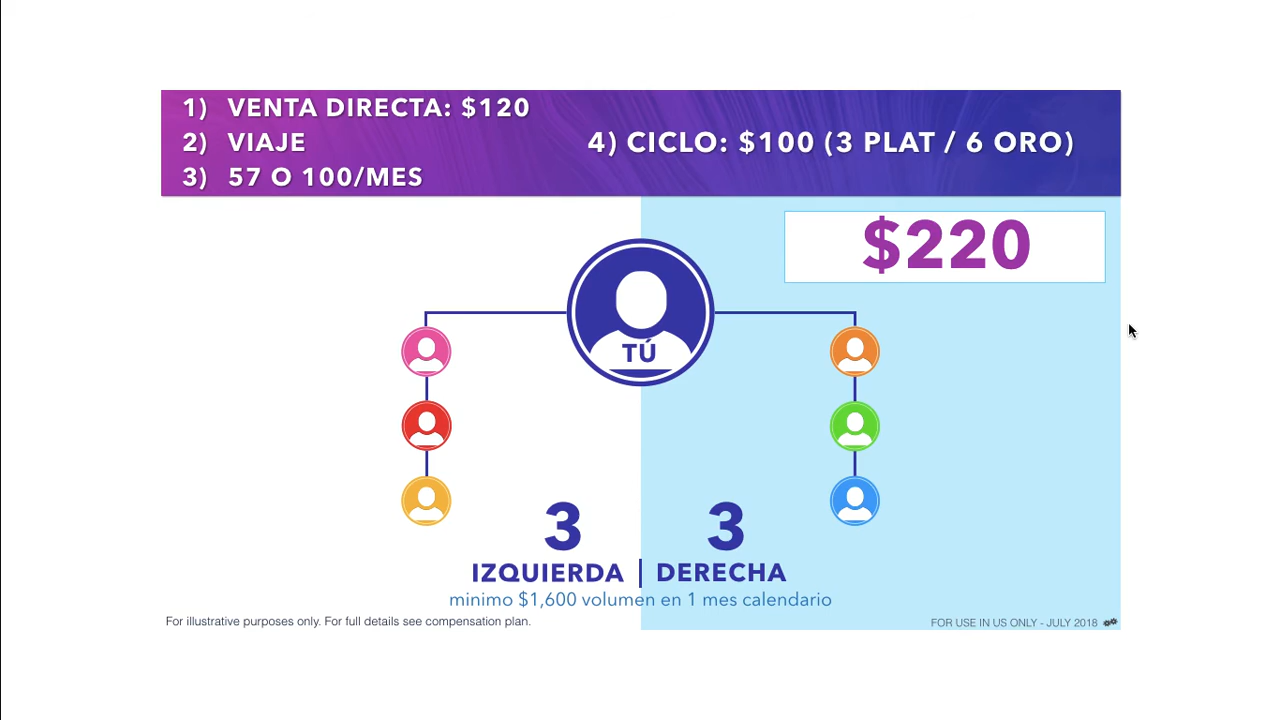 1) VENTA DIRECTA: $120
2) VIAJE
3) 57 O 100/MES
4) CICLO: $100 (3 PLAT / 6 ORO)
$220
TÚ
3 3
IZQUIERDA | DERECHA
minimo $1,600 volumen en 1 mes calendario
For illustrative purposes only. For full details see compensation plan.
FOR USE IN US ONLY - JULY 2018